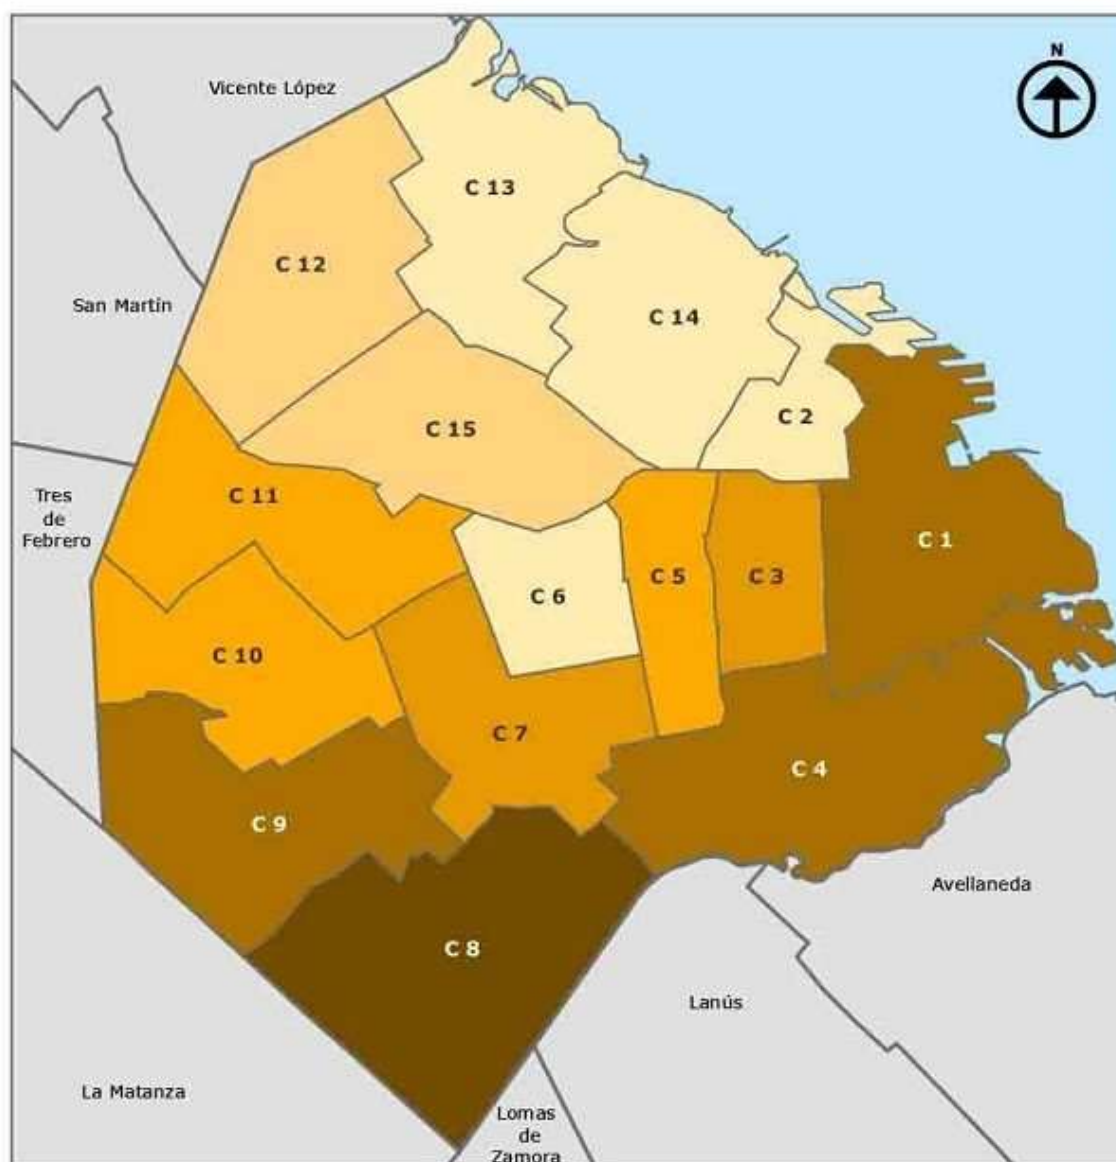 N
Vicente López
C 13
C 12
San Martín
C 14
C 2
C 15
C 11
Tres
de
Febrero
C 1
C 5
C 3
C 6
C 10
C 7
C 4
C 9
Avellaneda
C 8
Lanús
La Matanza
Lomas
de
Zamora